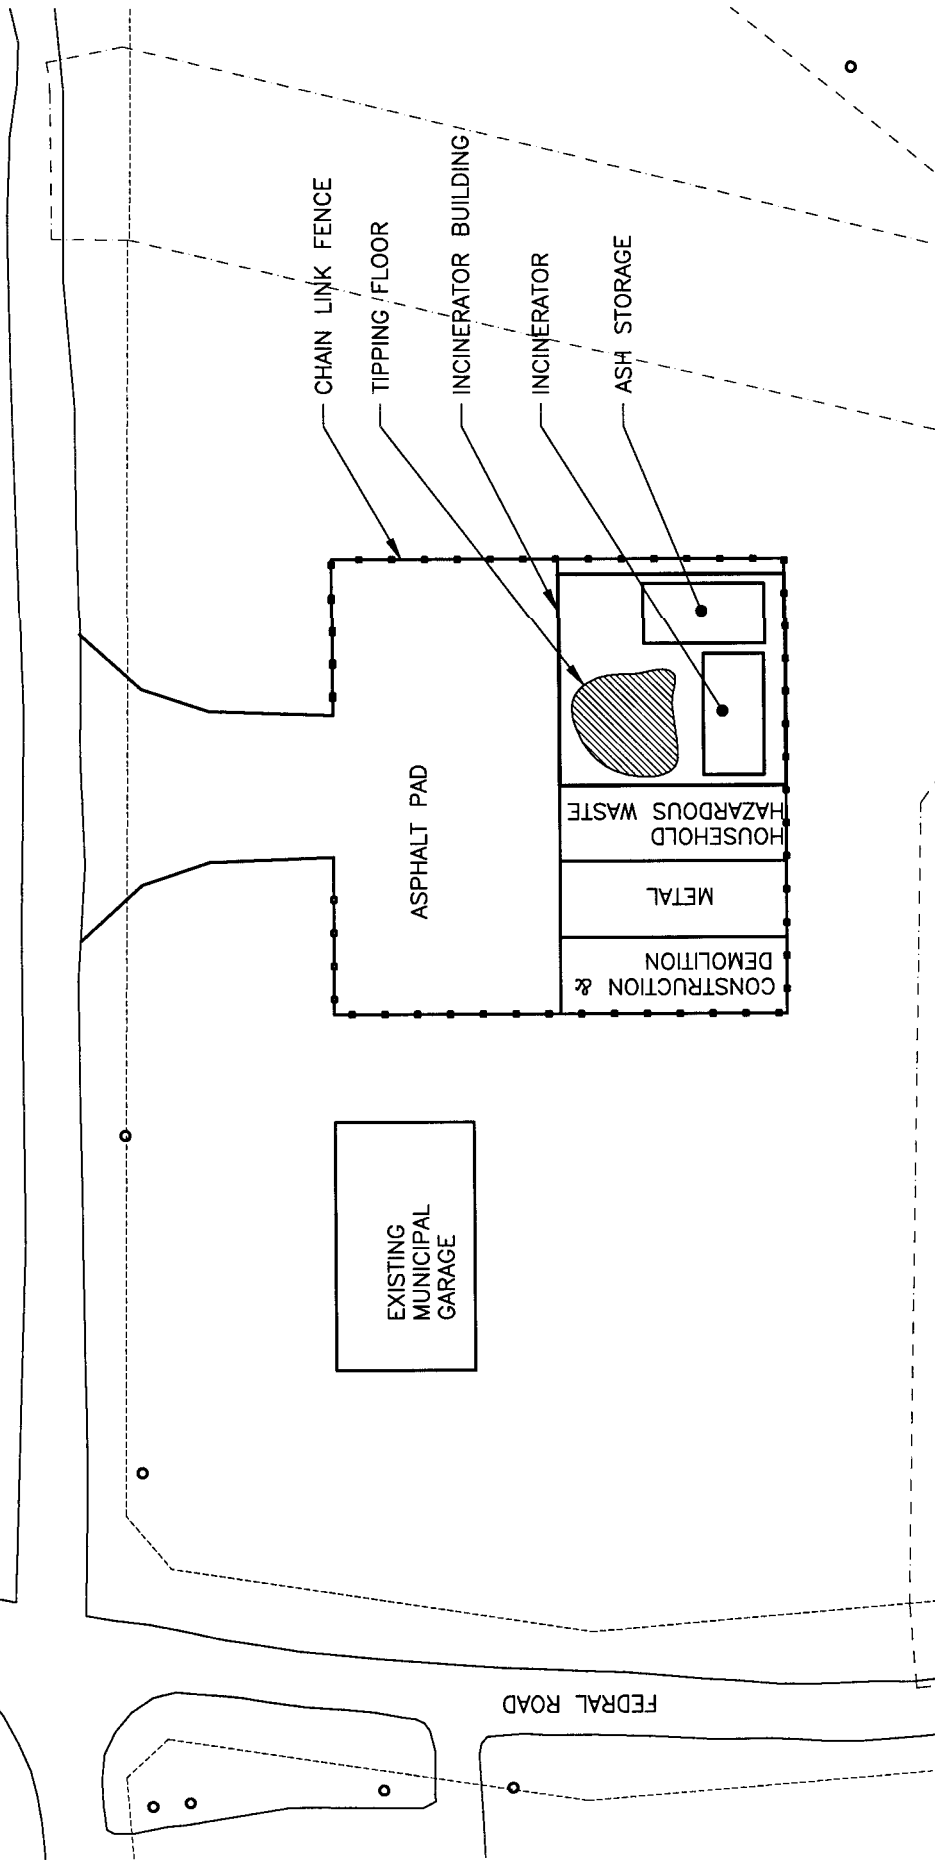 CHAIN LINK FENCE
TIPPING FLOOR
INCINERATOR BUILDING
INCINERATOR
ASH STORAGE
ASPHALT PAD
HOUSEHOLD
HAZARDOUS WASTE
METAL
CONSTRUCTION &
DEMOLITION
EXISTING
MUNICIPAL
GARAGE
FEDRAL ROAD